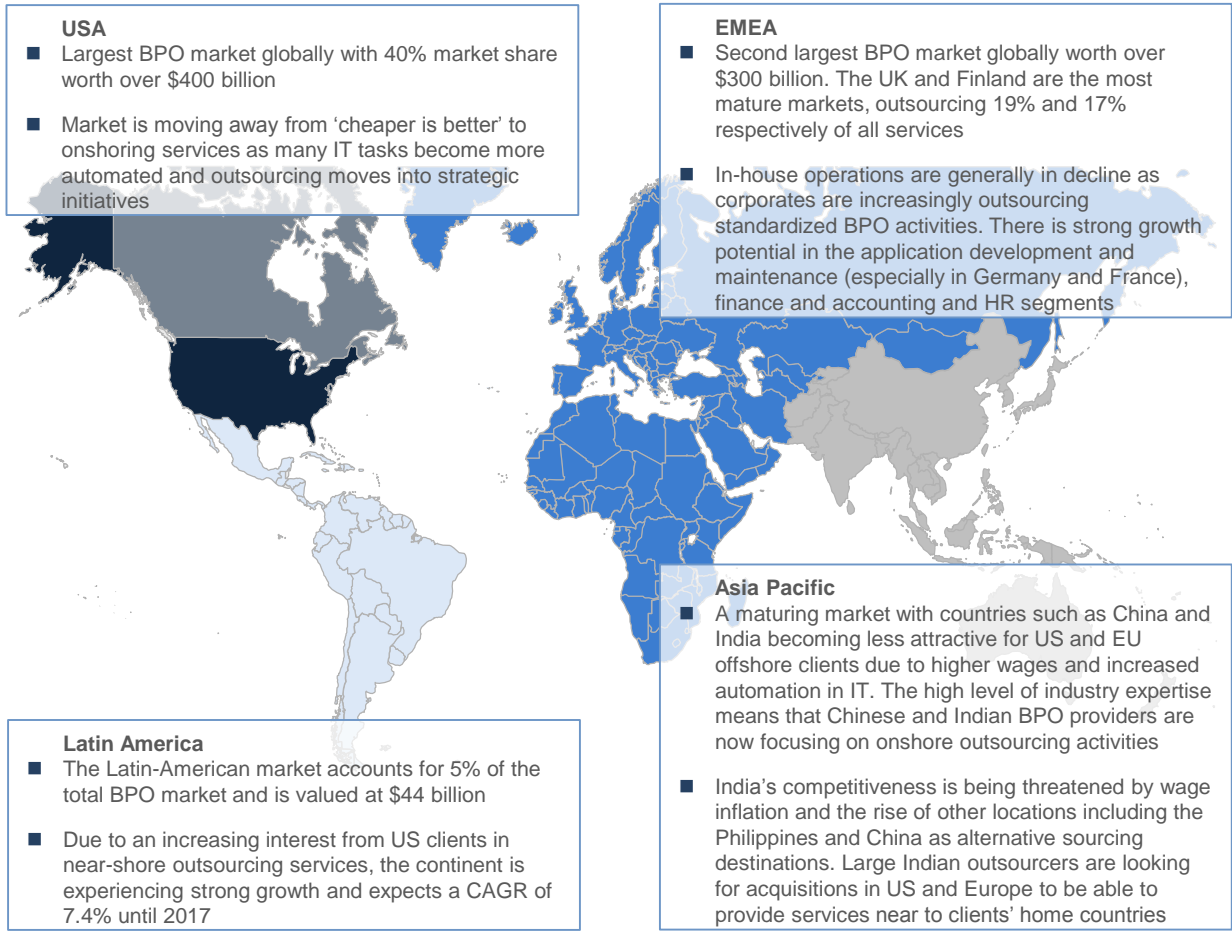 USA
■ Largest BPO market globally with 40% market share
worth over $400 billion
■ Market is moving away from ‘cheaper is better’ to
onshoring services as many IT tasks become more
automated and outsourcing moves into strategic
initiatives
EMEA
■ Second largest BPO market globally worth over
$300 billion. The UK and Finland are the most
mature markets, outsourcing 19% and 17%
respectively of all services
■ In-house operations are generally in decline as
corporates are increasingly outsourcing
standardized BPO activities. There is strong growth
potential in the application development and
maintenance (especially in Germany and France),
finance and accounting and HR segments
Latin America
■ The Latin-American market accounts for 5% of the
total BPO market and is valued at $44 billion
■ Due to an increasing interest from US clients in
near-shore outsourcing services, the continent is
experiencing strong growth and expects a CAGR of
7.4% until 2017
Asia Pacific
■ A maturing market with countries such as China and
India becoming less attractive for US and EU
offshore clients due to higher wages and increased
automation in IT. The high level of industry expertise
means that Chinese and Indian BPO providers are
now focusing on onshore outsourcing activities
■ India’s competitiveness is being threatened by wage
inflation and the rise of other locations including the
Philippines and China as alternative sourcing
destinations. Large Indian outsourcers are looking
for acquisitions in US and Europe to be able to
provide services near to clients’ home countries